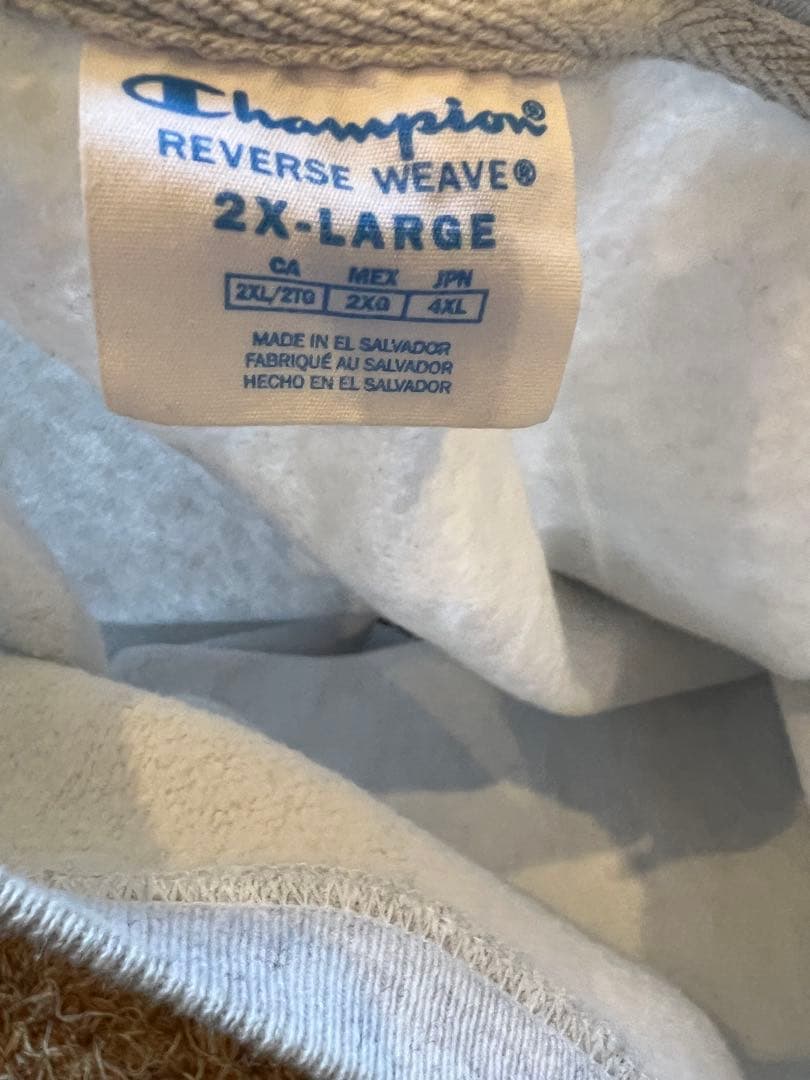 Champion®
REVERSE WEAVE®
2X-LARGE
CA MEX JPN
2XL/2TG 2XG 4XL
MADE IN EL SALVADOR
FABRIQUÉ AU SALVADOR
HECHO EN EL SALVADOR